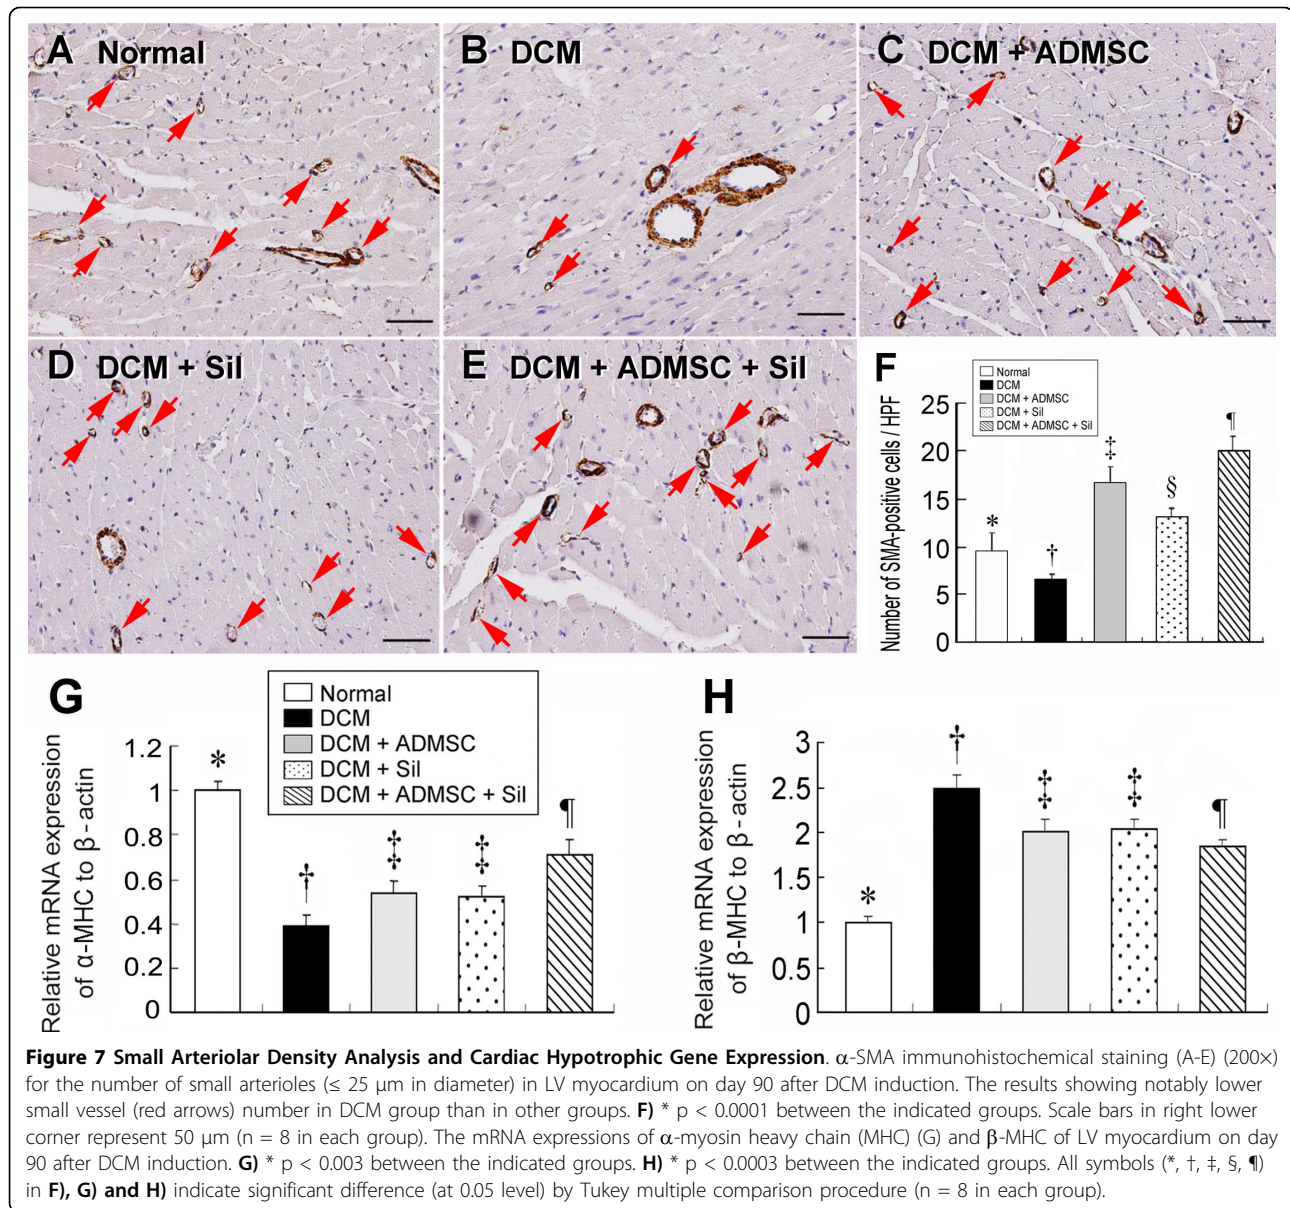 A Normal
B DCM
C DCM + ADMSC
D DCM + Sil
E DCM + ADMSC + Sil
F
Normal
DCM
DCM + ADMSC
DCM + Sil
DCM + ADMSC + Sil
Number of SMA-positive cells / HPF
25
20
15
10
5
0
*
†
‡
§
¶
G
Normal
DCM
DCM + ADMSC
DCM + Sil
DCM + ADMSC + Sil
Relative mRNA expression
of α-MHC to β-actin
1.2
1
0.8
0.6
0.4
0.2
0
*
†
‡
‡
¶
H
Relative mRNA expression
of β-MHC to β-actin
3
2.5
2
1.5
1
0.5
0
*
†
‡
‡
¶
Figure 7 Small Arteriolar Density Analysis and Cardiac Hypotrophic Gene Expression. α-SMA immunohistochemical staining (A-E) (200×)
for the number of small arterioles (≤ 25 μm in diameter) in LV myocardium on day 90 after DCM induction. The results showing notably lower
small vessel (red arrows) number in DCM group than in other groups. F) * p < 0.0001 between the indicated groups. Scale bars in right lower
corner represent 50 μm (n = 8 in each group). The mRNA expressions of α-myosin heavy chain (MHC) (G) and β-MHC of LV myocardium on day
90 after DCM induction. G) * p < 0.003 between the indicated groups. H) * p < 0.0003 between the indicated groups. All symbols (*, †, ‡, §, ¶)
in F), G) and H) indicate significant difference (at 0.05 level) by Tukey multiple comparison procedure (n = 8 in each group).